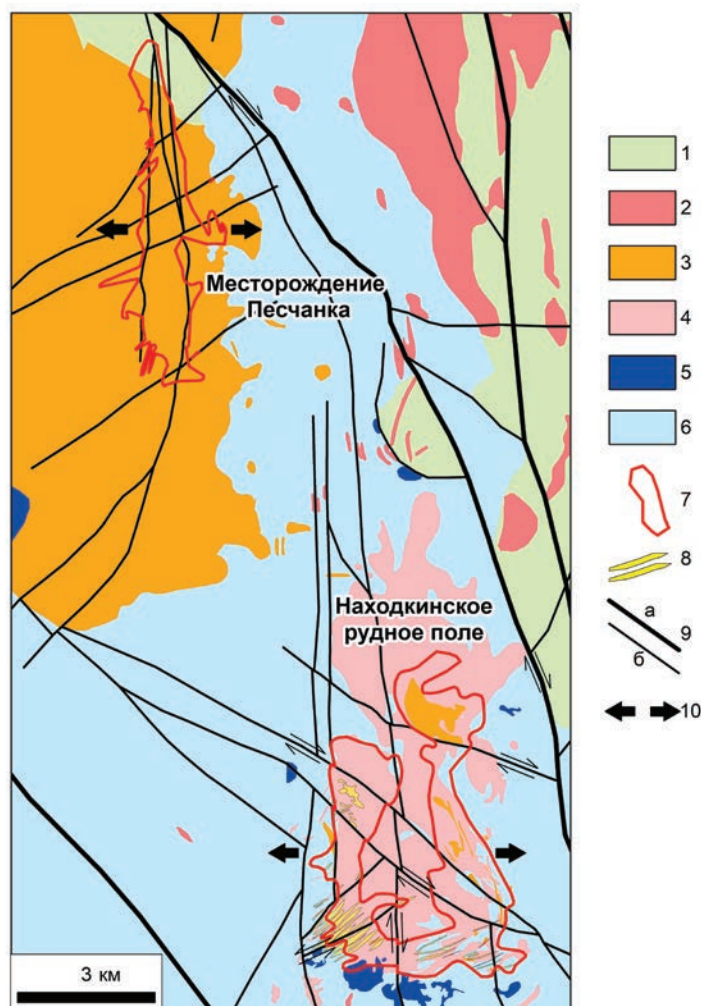 Месторождение
Песчанка
Находкинское
рудное поле
3 км
1
2
3
4
5
6
7
8
а
б
9
10